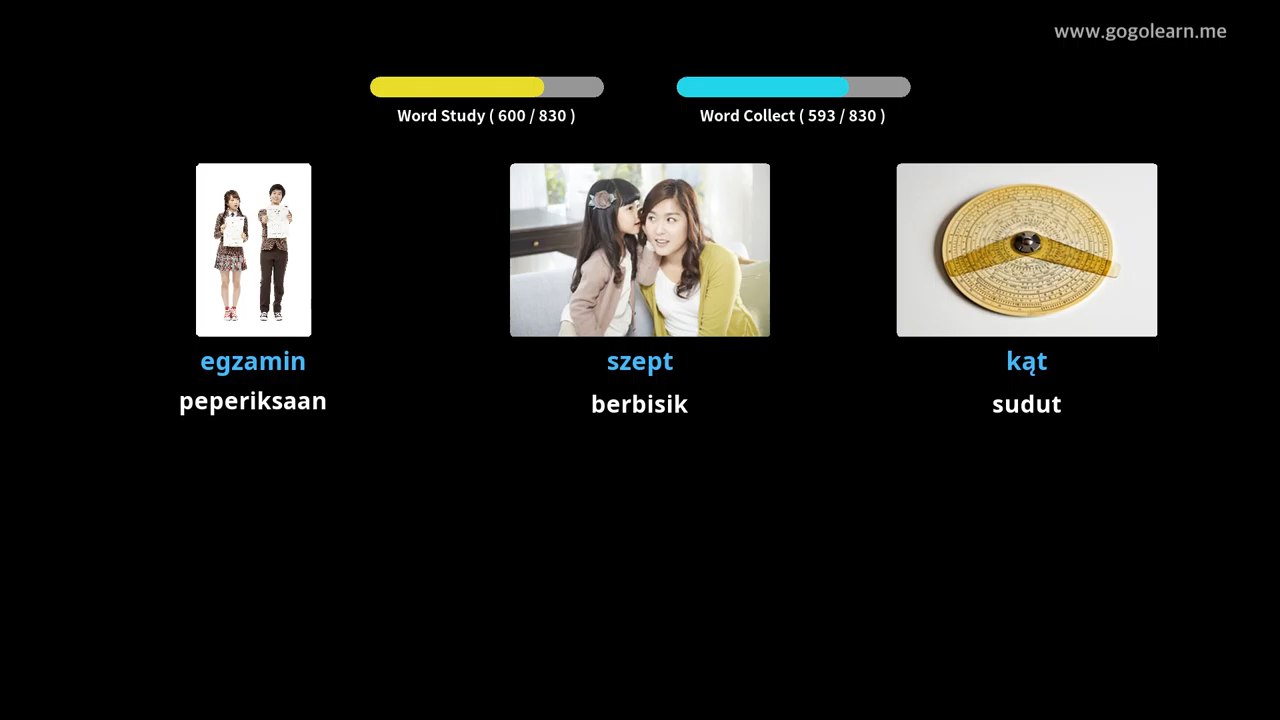 www.gogolearn.me
Word Study ( 600 / 830 )
Word Collect ( 593 / 830 )
egzamin
peperiksaan
szept
berbisik
kąt
sudut